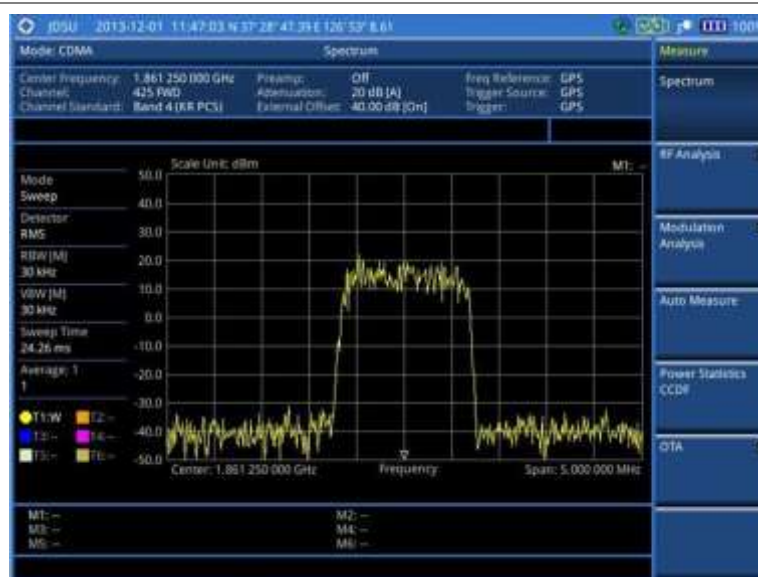 JDSU 2013-12-01 11:47:03 N 37° 28' 41.39 E 126° 53' 8.61 100%
Mode: CDMA Spectrum Measure
Center Frequency: 1.861 250 000 GHz Preamp: Off Freq Reference: GPS
Channel: 425 FWD Attenuation: 20 dB [A] Trigger Source: GPS
Channel Standard: Band 4 (KR PCS) External Offset: 40.00 dB [On] Trigger: GPS
Spectrum
RF Analysis
Modulation
Analysis
Auto Measure
Power Statistics
CCDF
OTA
Scale Unit: dBm M1: --
Mode
Sweep
Detector
RMS
RBW [M]
30 kHz
VBW [M]
30 kHz
Sweep Time
24.26 ms
Average: 1
1
T1:W T2:--
T3:-- T4:--
T5:-- T6:--
50.0
40.0
30.0
20.0
10.0
0.0
-10.0
-20.0
-30.0
-40.0
-50.0
Center: 1.861 250 000 GHz Frequency Span: 5.000 000 MHz
M1: -- M2: --
M3: -- M4: --
M5: -- M6: --